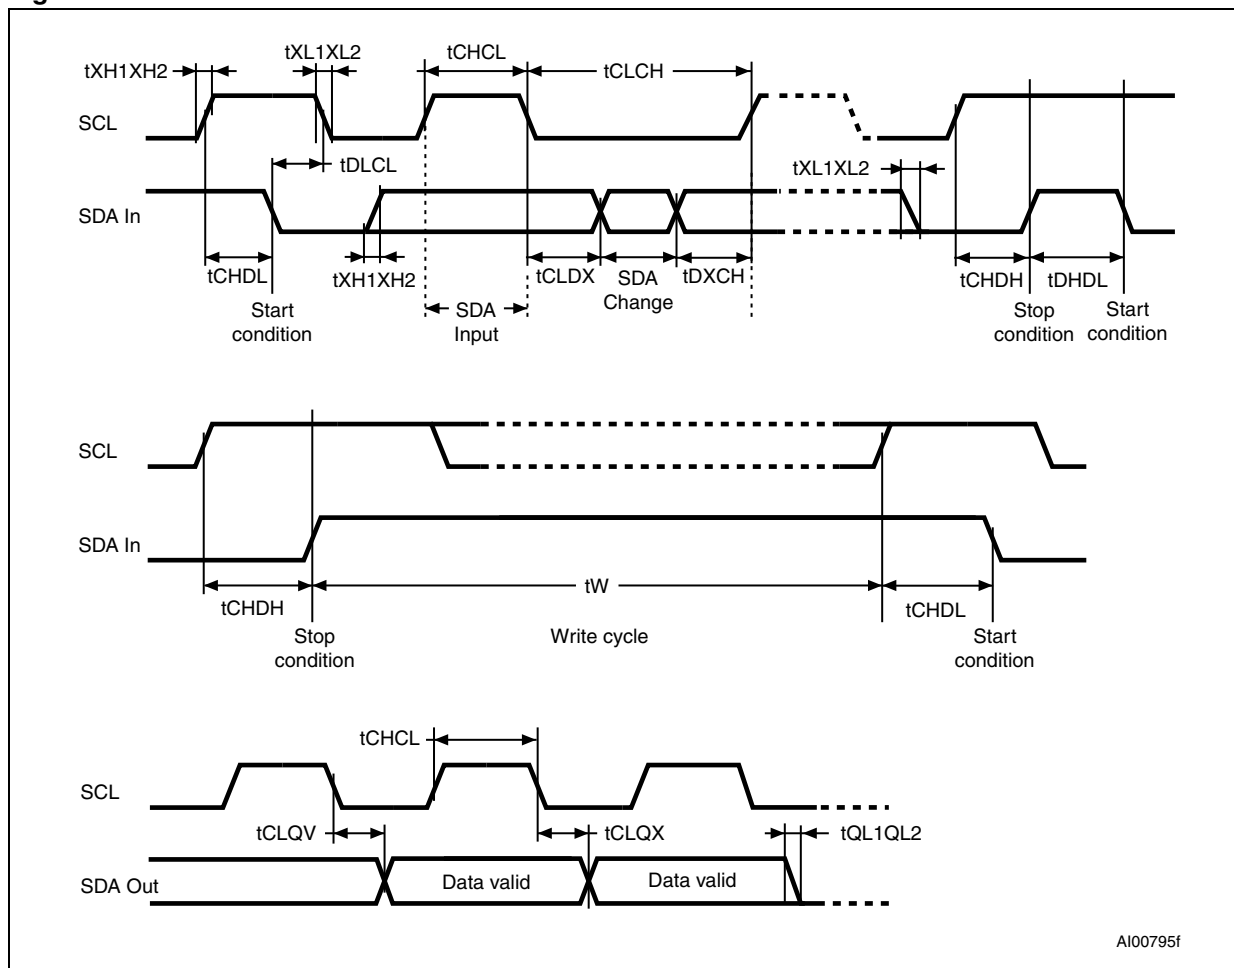 tXH1XH2
tXL1XL2
tCHCL
tCLCH
SCL
tDLCL
tXL1XL2
SDA In
tCHDL
tXH1XH2
tCLDX
SDA
Change
tDXCH
tCHDH
tDHDL
Start
condition
SDA
Input
Stop
condition
Start
condition
SCL
SDA In
tCHDH
tW
tCHDL
Stop
condition
Write cycle
Start
condition
tCHCL
SCL
tCLQV
tCLQX
tQL1QL2
SDA Out
Data valid
Data valid
AI00795f